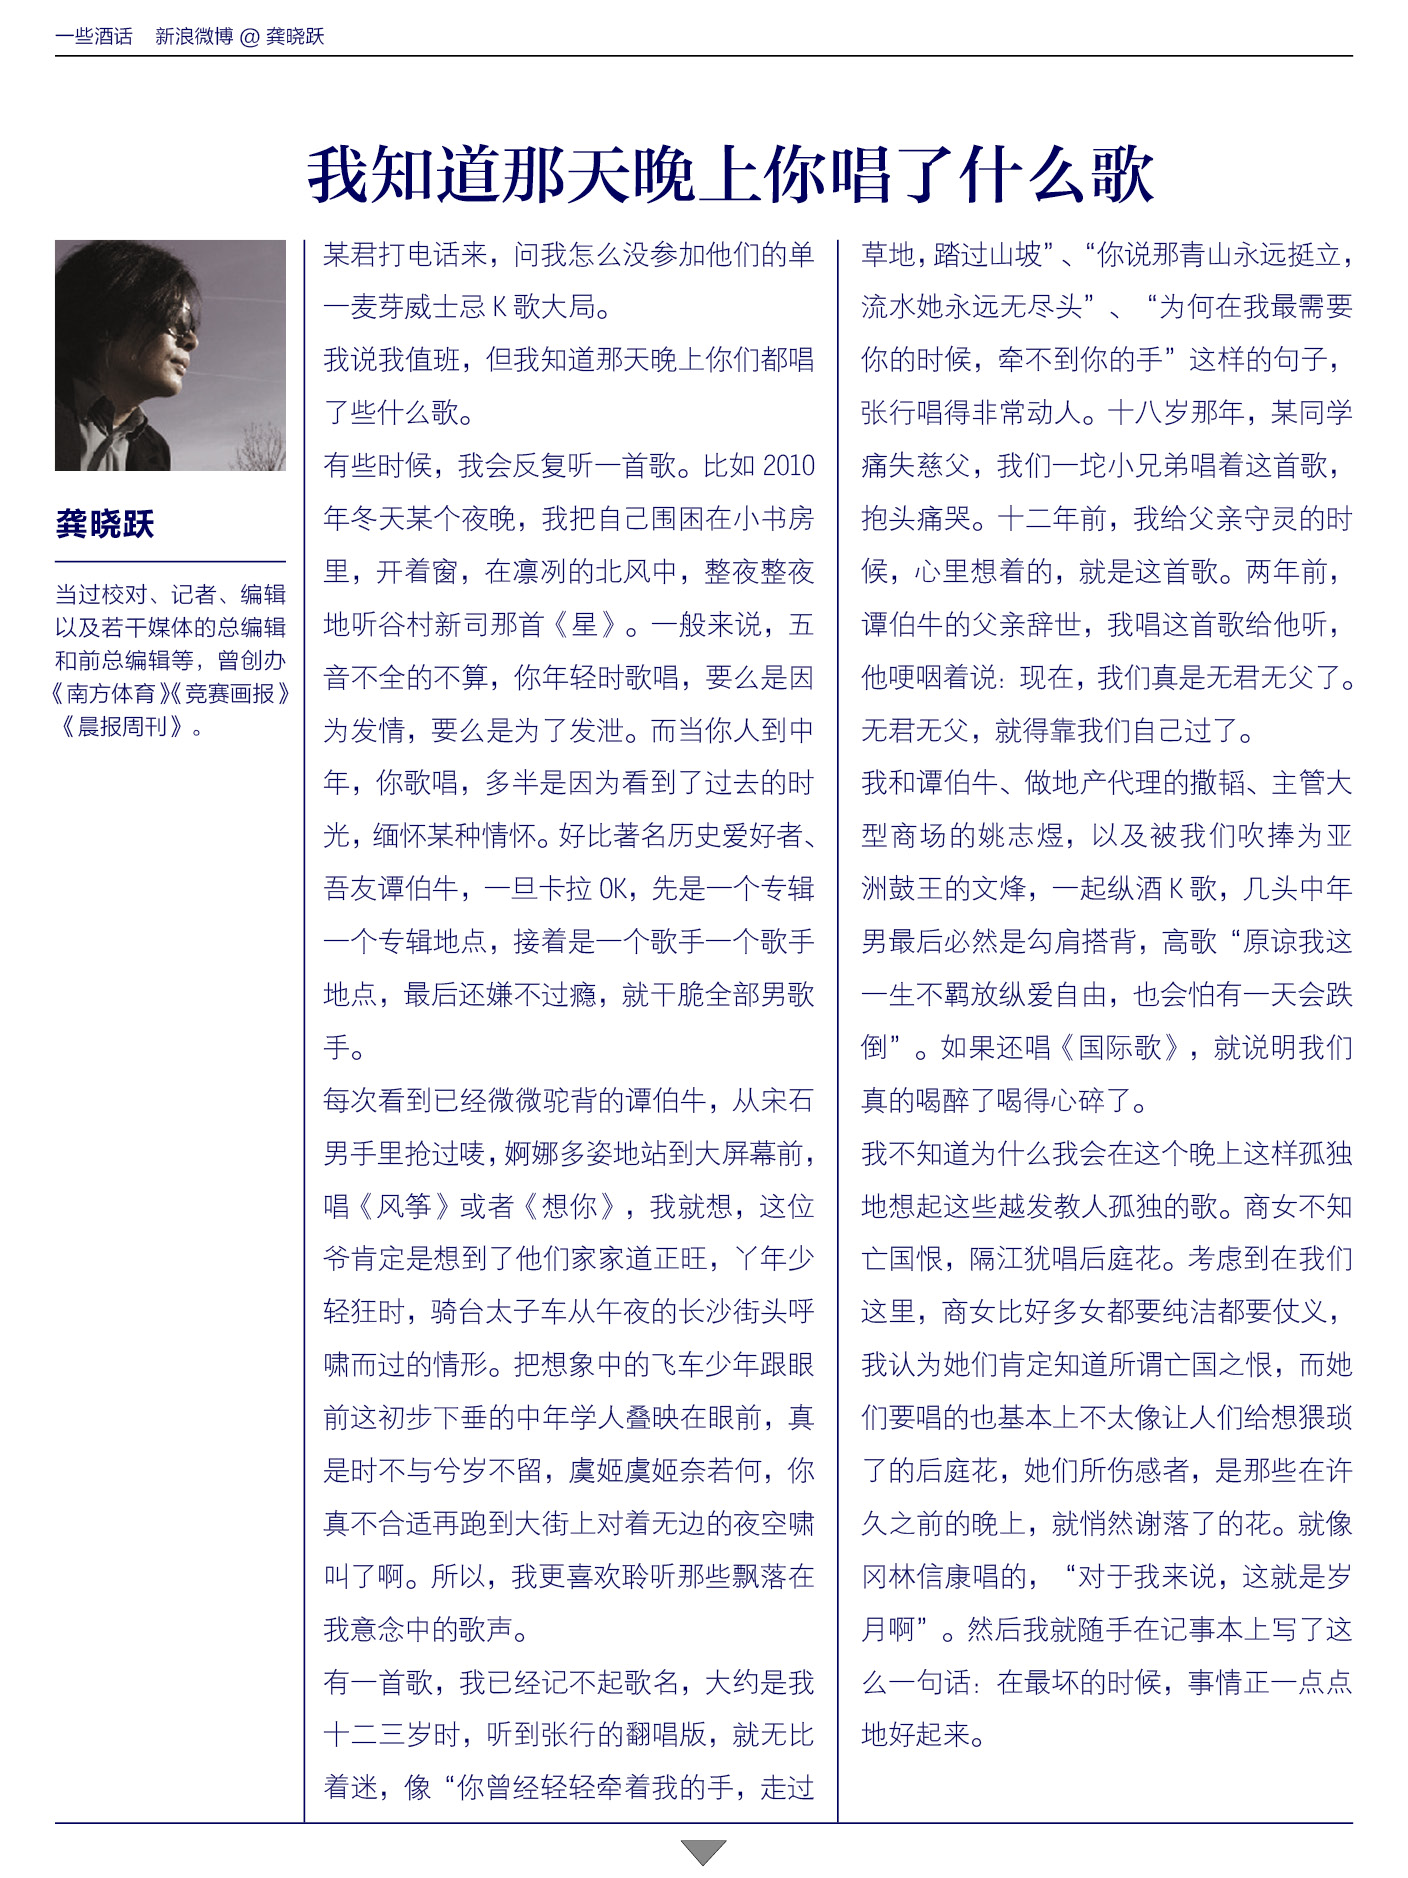 一些酒话 新浪微博 @ 龚晓跃
我知道那天晚上你唱了什么歌
龚晓跃
当过校对、记者、编辑
以及若干媒体的总编辑
和前总编辑等，曾创办
《南方体育》《竞赛画报》
《晨报周刊》。
某君打电话来，问我怎么没参加他们的单
一麦芽威士忌 K 歌大局。
我说我值班，但我知道那天晚上你们都唱
了些什么歌。
有些时候，我会反复听一首歌。比如 2010
年冬天某个夜晚，我把自己围困在小书房
里，开着窗，在凛冽的北风中，整夜整夜
地听谷村新司那首《星》。一般来说，五
音不全的不算，你年轻时歌唱，要么是因
为发情，要么是为了发泄。而当你人到中
年，你歌唱，多半是因为看到了过去的时
光，缅怀某种情怀。好比著名历史爱好者、
吾友谭伯牛，一旦卡拉 OK，先是一个专辑
一个专辑地点，接着是一个歌手一个歌手
地点，最后还嫌不过瘾，就干脆全部男歌
手。
每次看到已经微微驼背的谭伯牛，从宋石
男手里抢过唛，婀娜多姿地站到大屏幕前，
唱《风筝》或者《想你》，我就想，这位
爷肯定是想到了他们家家道正旺，丫年少
轻狂时，骑台太子车从午夜的长沙街头呼
啸而过的情形。把想象中的飞车少年跟眼
前这初步下垂的中年学人叠映在眼前，真
是时不与兮岁不留，虞姬虞姬奈若何，你
真不合适再跑到大街上对着无边的夜空啸
叫了啊。所以，我更喜欢聆听那些飘落在
我意念中的歌声。
有一首歌，我已经记不起歌名，大约是我
十二三岁时，听到张行的翻唱版，就无比
着迷，像“你曾经轻轻牵着我的手，走过
草地，踏过山坡”、“你说那青山永远挺立，
流水她永远无尽头”、“为何在我最需要
你的时候，牵不到你的手”这样的句子，
张行唱得非常动人。十八岁那年，某同学
痛失慈父，我们一坨小兄弟唱着这首歌，
抱头痛哭。十二年前，我给父亲守灵的时
候，心里想着的，就是这首歌。两年前，
谭伯牛的父亲辞世，我唱这首歌给他听，
他哽咽着说：现在，我们真是无君无父了。
无君无父，就得靠我们自己过了。
我和谭伯牛、做地产代理的撒韬、主管大
型商场的姚志煜，以及被我们吹捧为亚
洲鼓王的文烽，一起纵酒 K 歌，几头中年
男最后必然是勾肩搭背，高歌“原谅我这
一生不羁放纵爱自由，也会怕有一天会跌
倒”。如果还唱《国际歌》，就说明我们
真的喝醉了喝得心碎了。
我不知道为什么我会在这个晚上这样孤独
地想起这些越发教人孤独的歌。商女不知
亡国恨，隔江犹唱后庭花。考虑到在我们
这里，商女比好多女都要纯洁都要仗义，
我认为她们肯定知道所谓亡国之恨，而她
们要唱的也基本上不太像让人们给想猥琐
了的后庭花，她们所伤感者，是那些在许
久之前的晚上，就悄然谢落了的花。就像
冈林信康唱的，“对于我来说，这就是岁
月啊”。然后我就随手在记事本上写了这
么一句话：在最坏的时候，事情正一点点
地好起来。